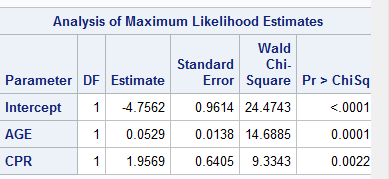 Analysis of Maximum Likelihood Estimates
Parameter DF Estimate Standard Error Wald Chi-Square Pr > ChiSq
Intercept 1 -4.7562 0.9614 24.4743 <.0001
AGE 1 0.0529 0.0138 14.6885 0.0001
CPR 1 1.9569 0.6405 9.3343 0.0022